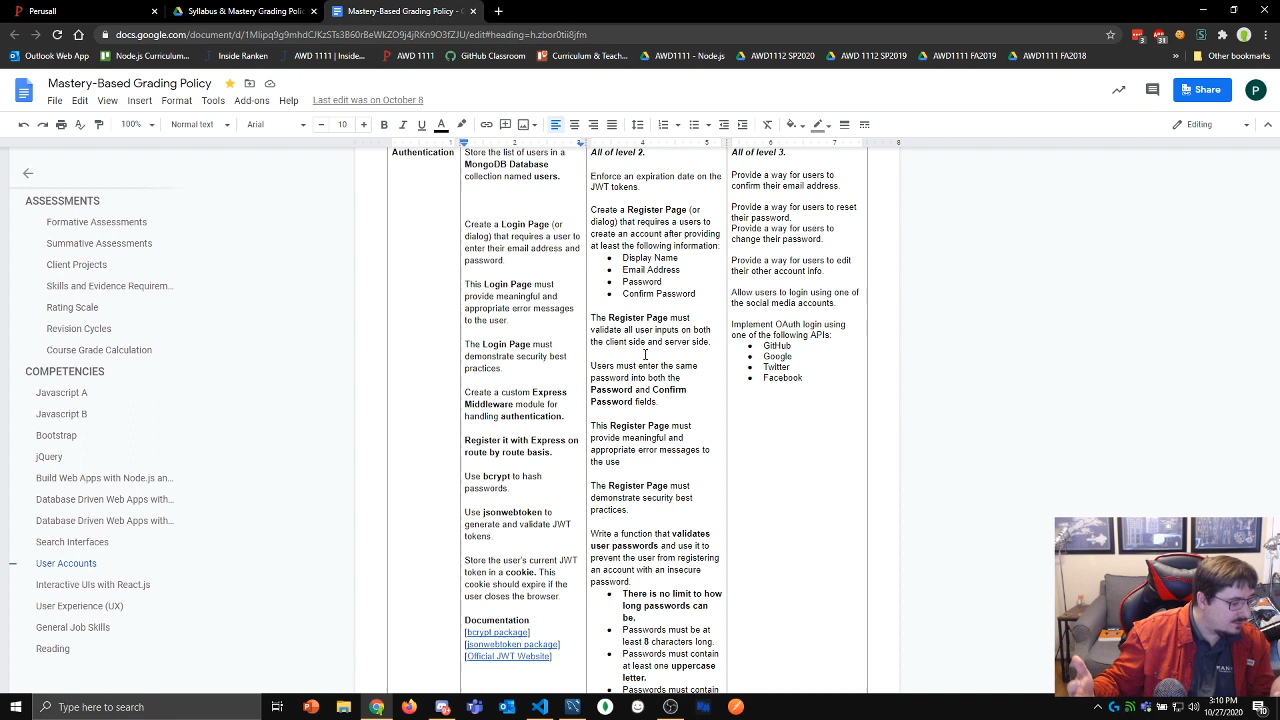 Perusall
Syllabus & Mastery Grading Policy
Mastery-Based Grading Policy -
docs.google.com/document/d/
edit#heading=h.zbor0tii8jfm
Outlook Web App
Node.js Curriculum...
Inside Ranken
AWD 1111 | Inside...
AWD 1111
GitHub Classroom
Curriculum & Teach...
AWD1111 - Node.js
AWD1112 SP2020
AWD1111 FA2019
AWD1112 SP2020
AWD1111 FA2019
Other bookmarks
Mastery-Based Grading Policy
File Edit View Insert Format Tools Add-ons Help Last edit was on October 8
Share
P
100%
Normal text
Arial
10
Editing
1 2 3 4 5 6 7 8
ASSESSMENTS
Formative Assessments
Summative Assessments
Client Projects
Skills and Evidence Requirem...
Rating Scale
Revision Cycles
Course Grade Calculation
COMPETENCIES
Javascript A
Javascript B
Bootstrap
jQuery
Build Web Apps with Node.js an...
Database Driven Web Apps with...
Database Driven Web Apps with...
Search Interfaces
User Accounts
Interactive UIs with React.js
User Experience (UX)
General Job Skills
Reading
Authentication
Store the list of users in a
MongoDB Database
collection named users.
Create a Login Page (or
dialog) that requires a user to
enter their email address and
password.
This Login Page must
provide meaningful and
appropriate error messages
to the user.
The Login Page must
demonstrate security best
practices.
Create a custom Express
Middleware module for
handling authentication.
Register it with Express on
route by route basis.
Use bcrypt to hash
passwords.
Use jsonwebtoken to
generate and validate JWT
tokens.
Store the user's current JWT
token in a cookie. This
cookie should expire if the
user closes the browser.
Documentation
[bcrypt package]
[jsonwebtoken package]
[Official JWT Website]
All of level 2.
Enforce an expiration date on the
JWT tokens.
Create a Register Page (or
dialog) that requires a users to
create an account after providing
at least the following information:
● Display Name
● Email Address
● Password
● Confirm Password
The Register Page must
validate all user inputs on both
the client side and server side.
Users must enter the same
password into both the
Password and Confirm
Password fields.
This Register Page must
provide meaningful and
appropriate error messages to
the use
The Register Page must
demonstrate security best
practices.
Write a function that validates
user passwords and use it to
prevent the user from registering
an account with an insecure
password.
● There is no limit to how
long passwords can
be.
● Passwords must be at
least 8 characters long.
● Passwords must contain
at least one uppercase
letter.
● Passwords must contain
All of level 3.
Provide a way for users to
confirm their email address.
Provide a way for users to reset
their password.
Provide a way for users to
change their password.
Provide a way for users to edit
their other account info.
Allow users to login using one of
the social media accounts.
Implement OAuth login using
one of the following APIs:
● GitHub
● Google
● Twitter
● Facebook
Type here to search
3:10 PM
10/27/2020